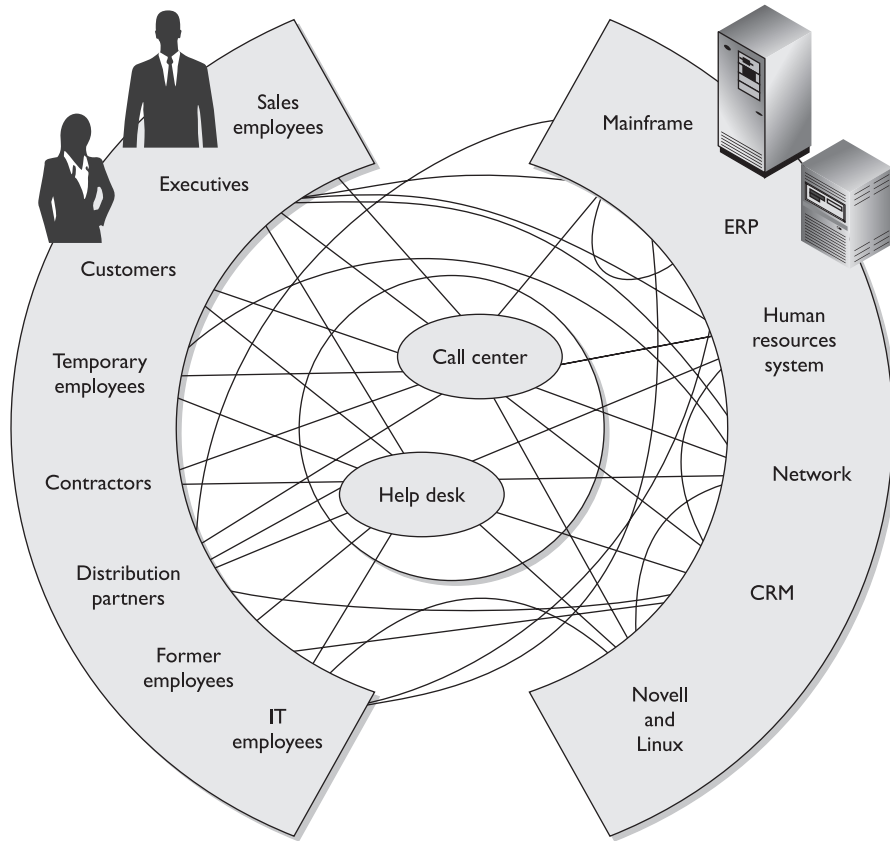 Sales
employees
Executives
Customers
Temporary
employees
Contractors
Distribution
partners
Former
employees
IT
employees
Call center
Help desk
Mainframe
ERP
Human
resources
system
Network
CRM
Novell
and
Linux